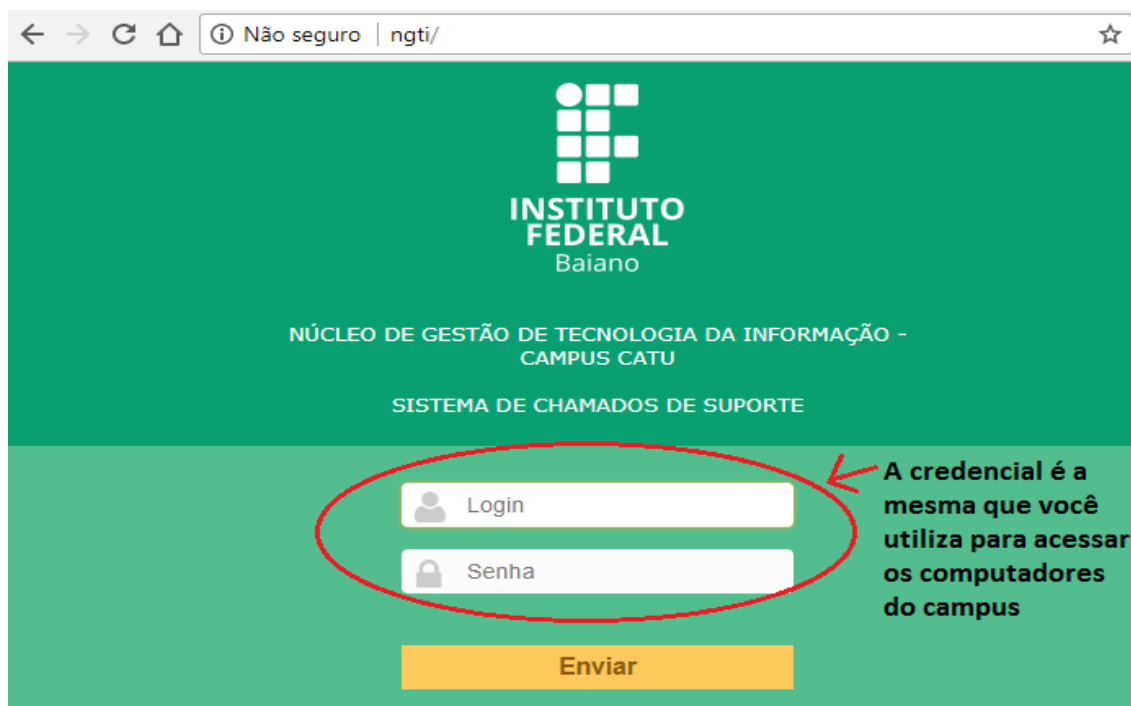 Não seguro | ngti/
INSTITUTO
FEDERAL
Baiano
NÚCLEO DE GESTÃO DE TECNOLOGIA DA INFORMAÇÃO -
CAMPUS CATU
SISTEMA DE CHAMADOS DE SUPORTE
Login
Senha
Enviar
A credencial é a
mesma que você
utiliza para acessar
os computadores
do campus